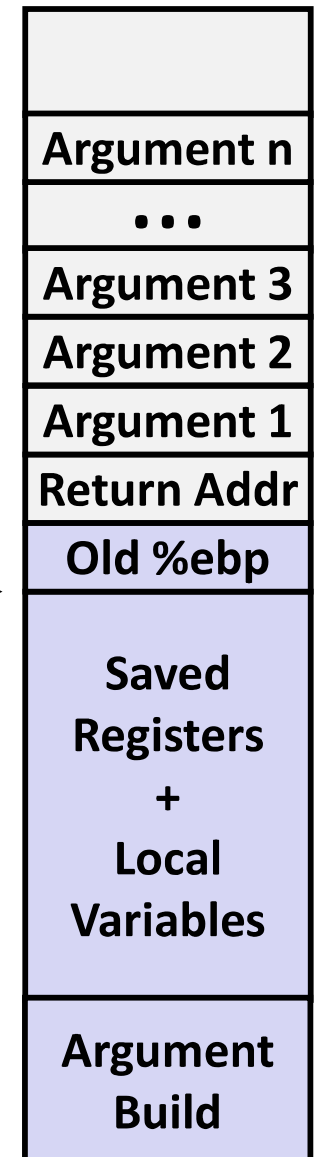 Argument n
...
Argument 3
Argument 2
Argument 1
Return Addr
Old %ebp
Saved
Registers
+
Local
Variables
Argument
Build